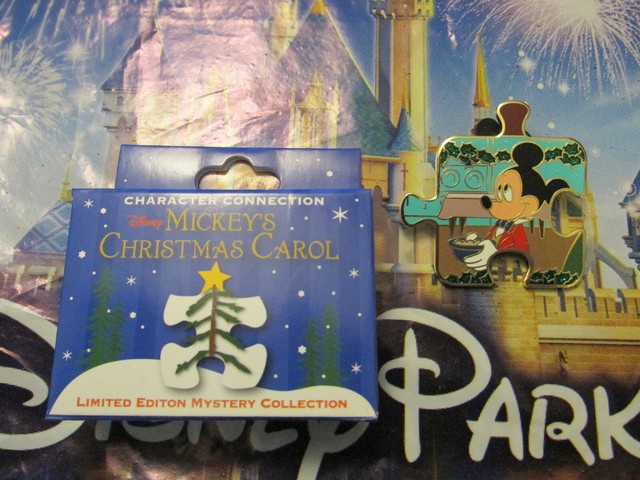 CHARACTER CONNECTION
Disney MICKEY'S
CHRISTMAS CAROL
LIMITED EDITON MYSTERY COLLECTION
DISNEY PARK